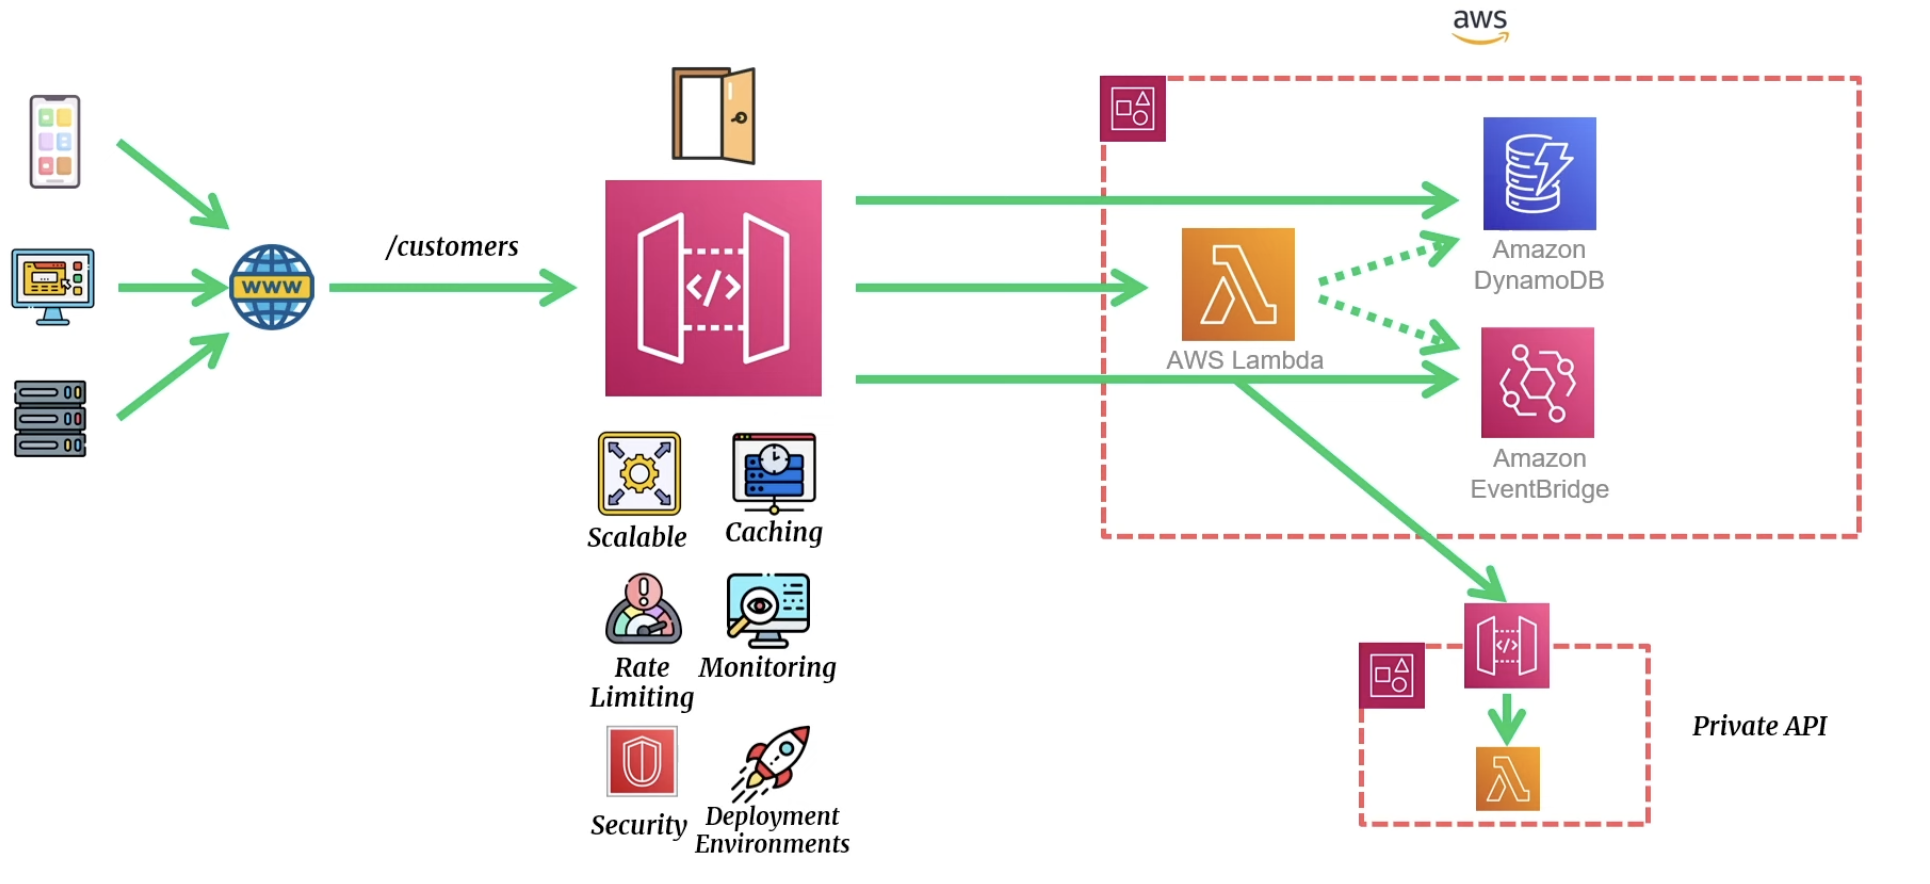 aws
/customers
WWW
</>
Amazon
DynamoDB
AWS Lambda
Amazon
EventBridge
Scalable
Caching
Rate
Limiting
Monitoring
Security
Deployment
Environments
</>
Private API